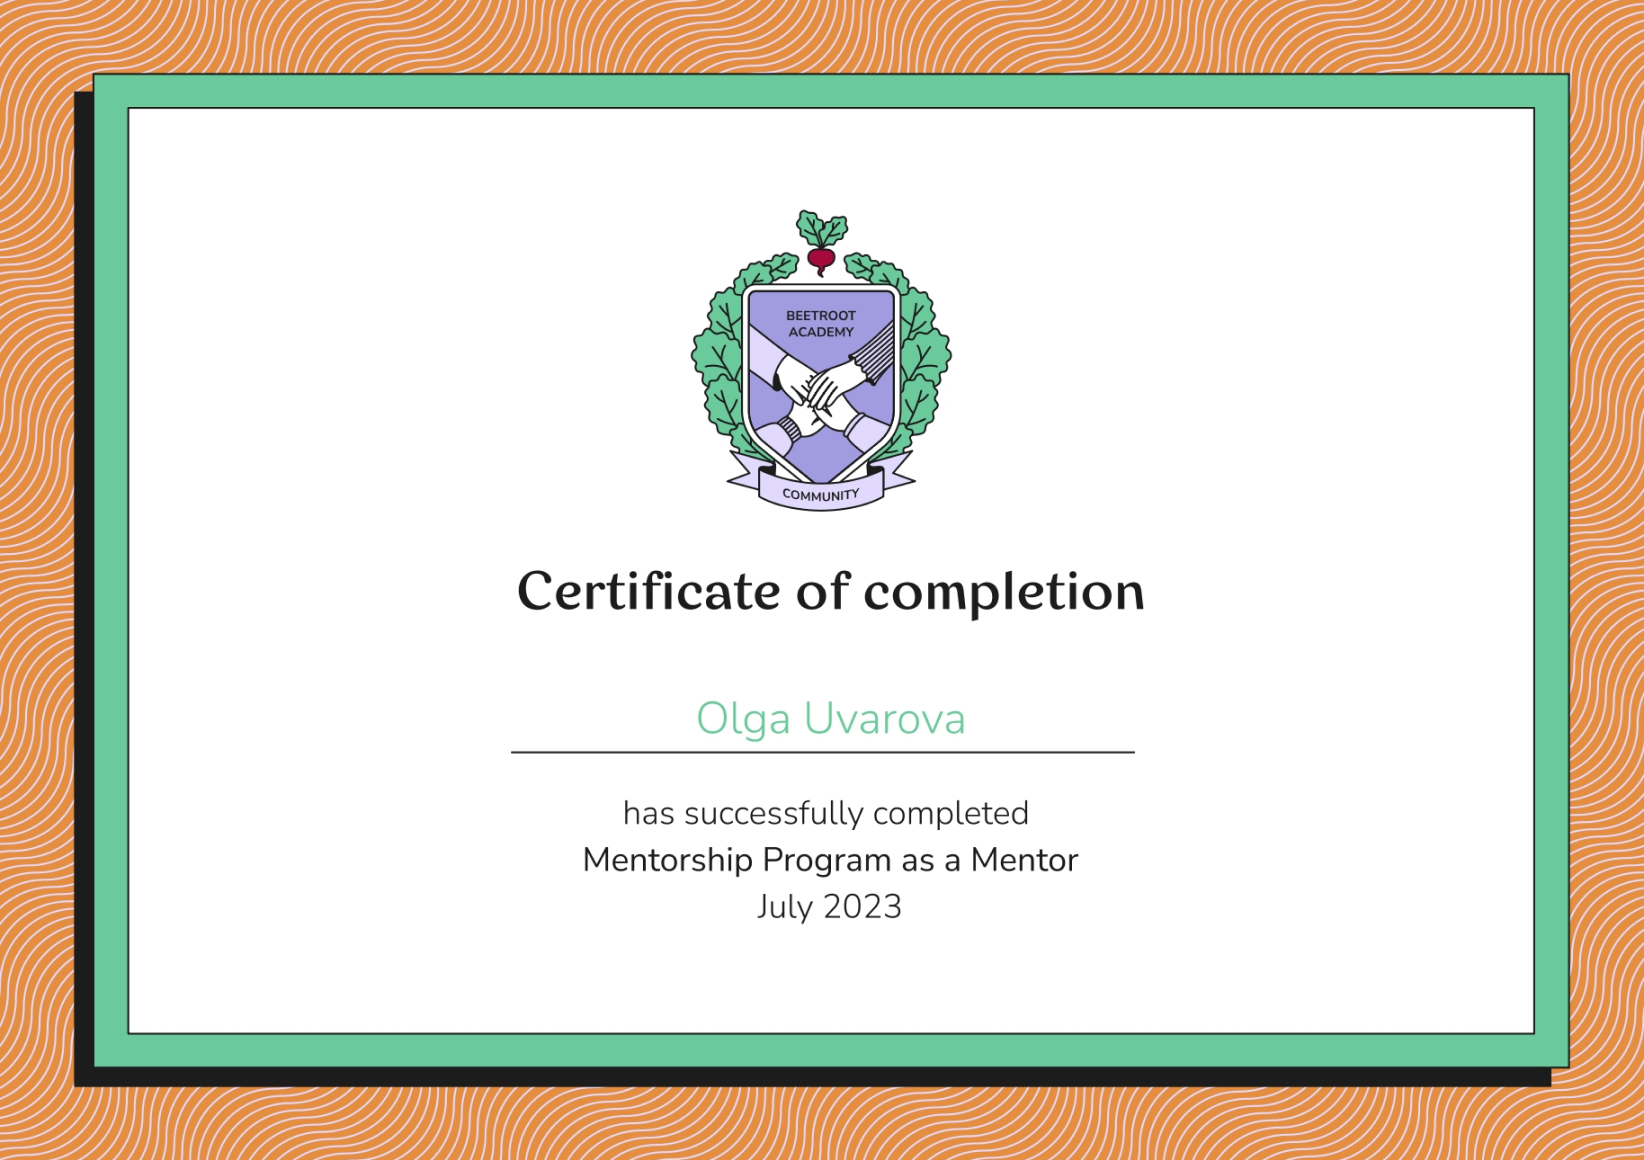 BEETROOT
ACADEMY
COMMUNITY
Certificate of completion
Olga Uvarova
has successfully completed
Mentorship Program as a Mentor
July 2023